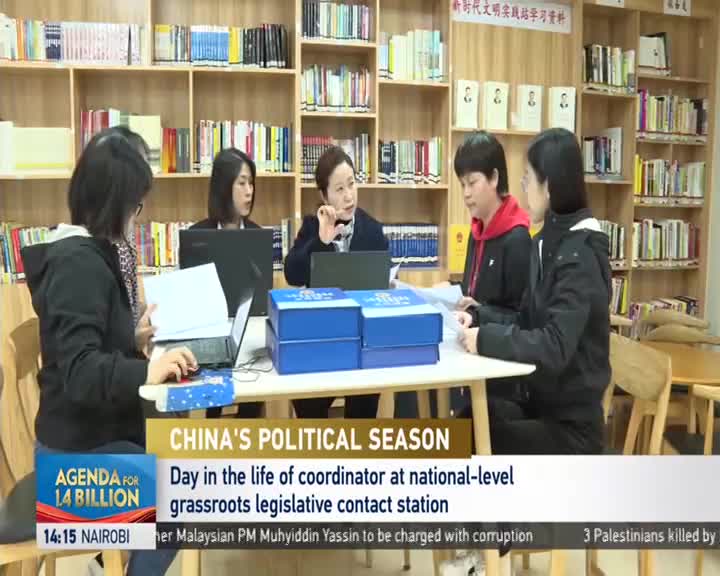 新时代文明实践站学习资料
CHINA'S POLITICAL SEASON
AGENDA FOR
1.4 BILLION
Day in the life of coordinator at national-level
grassroots legislative contact station
14:15 NAIROBI
her Malaysian PM Muhyiddin Yassin to be charged with corruption 3 Palestinians killed by